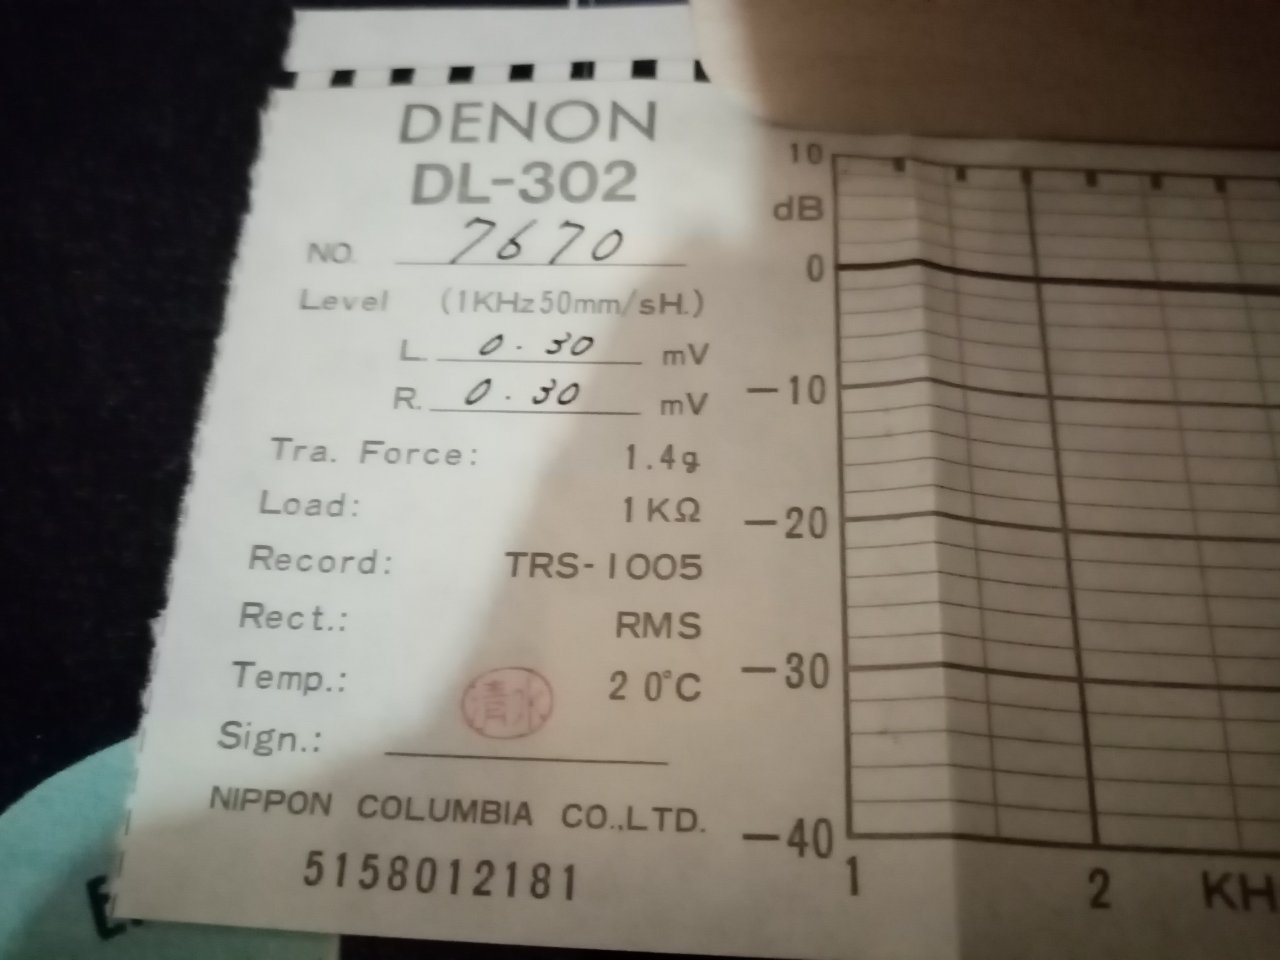 DENON
DL-302
NO. 7670
Level (1KHz50mm/sH.)
L. 0.30 mV
R. 0.30 mV
Tra. Force: 1.4g
Load: 1KΩ
Record: TRS-1005
Rect.: RMS
Temp.: 20°C
清水
Sign.:
NIPPON COLUMBIA CO.,LTD.
5158012181
10
dB
0
-10
-20
-30
-40
1 2 KH